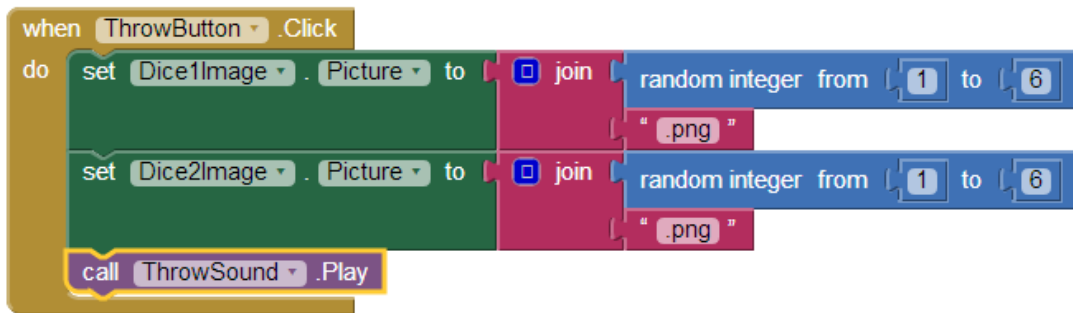 when ThrowButton .Click
do set Dice1Image . Picture to join random integer from 1 to 6
“ .png ”
set Dice2Image . Picture to join random integer from 1 to 6
“ .png ”
call ThrowSound .Play